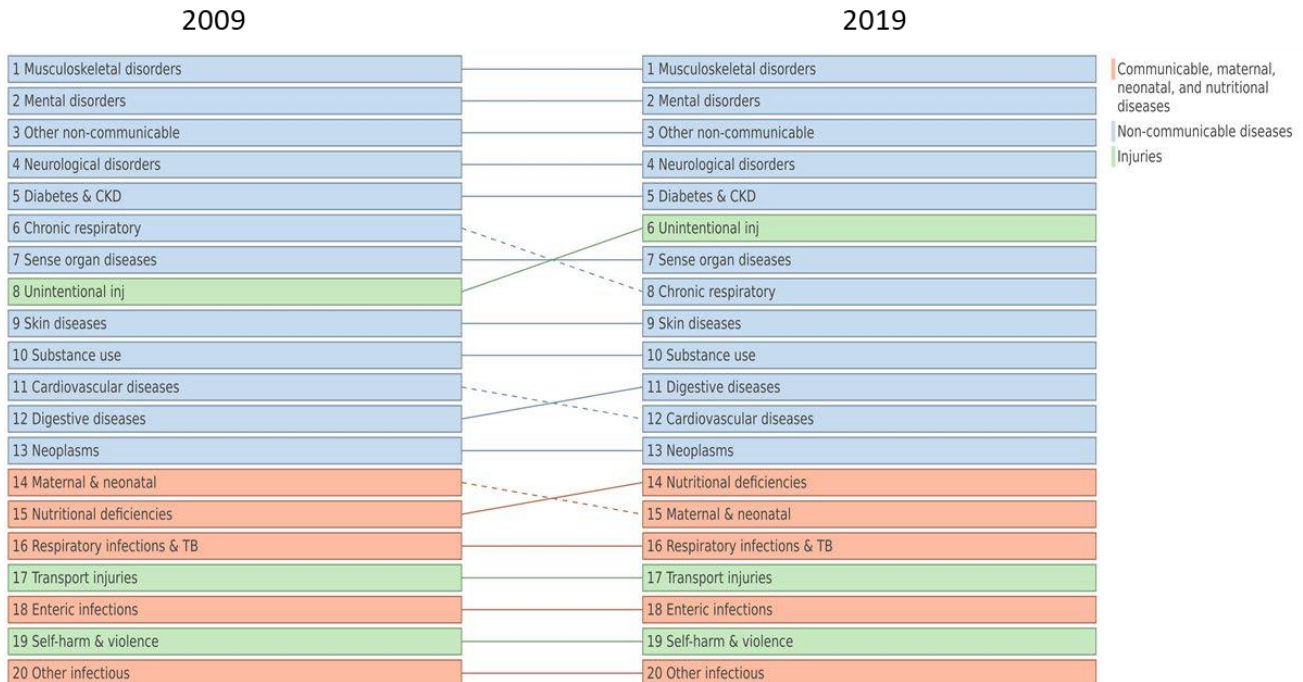 2009
2019
1 Musculoskeletal disorders
2 Mental disorders
3 Other non-communicable
4 Neurological disorders
5 Diabetes & CKD
6 Chronic respiratory
7 Sense organ diseases
8 Unintentional inj
9 Skin diseases
10 Substance use
11 Cardiovascular diseases
12 Digestive diseases
13 Neoplasms
14 Maternal & neonatal
15 Nutritional deficiencies
16 Respiratory infections & TB
17 Transport injuries
18 Enteric infections
19 Self-harm & violence
20 Other infectious
1 Musculoskeletal disorders
2 Mental disorders
3 Other non-communicable
4 Neurological disorders
5 Diabetes & CKD
6 Unintentional inj
7 Sense organ diseases
8 Chronic respiratory
9 Skin diseases
10 Substance use
11 Digestive diseases
12 Cardiovascular diseases
13 Neoplasms
14 Nutritional deficiencies
15 Maternal & neonatal
16 Respiratory infections & TB
17 Transport injuries
18 Enteric infections
19 Self-harm & violence
20 Other infectious
Communicable, maternal,
neonatal, and nutritional
diseases
Non-communicable diseases
Injuries